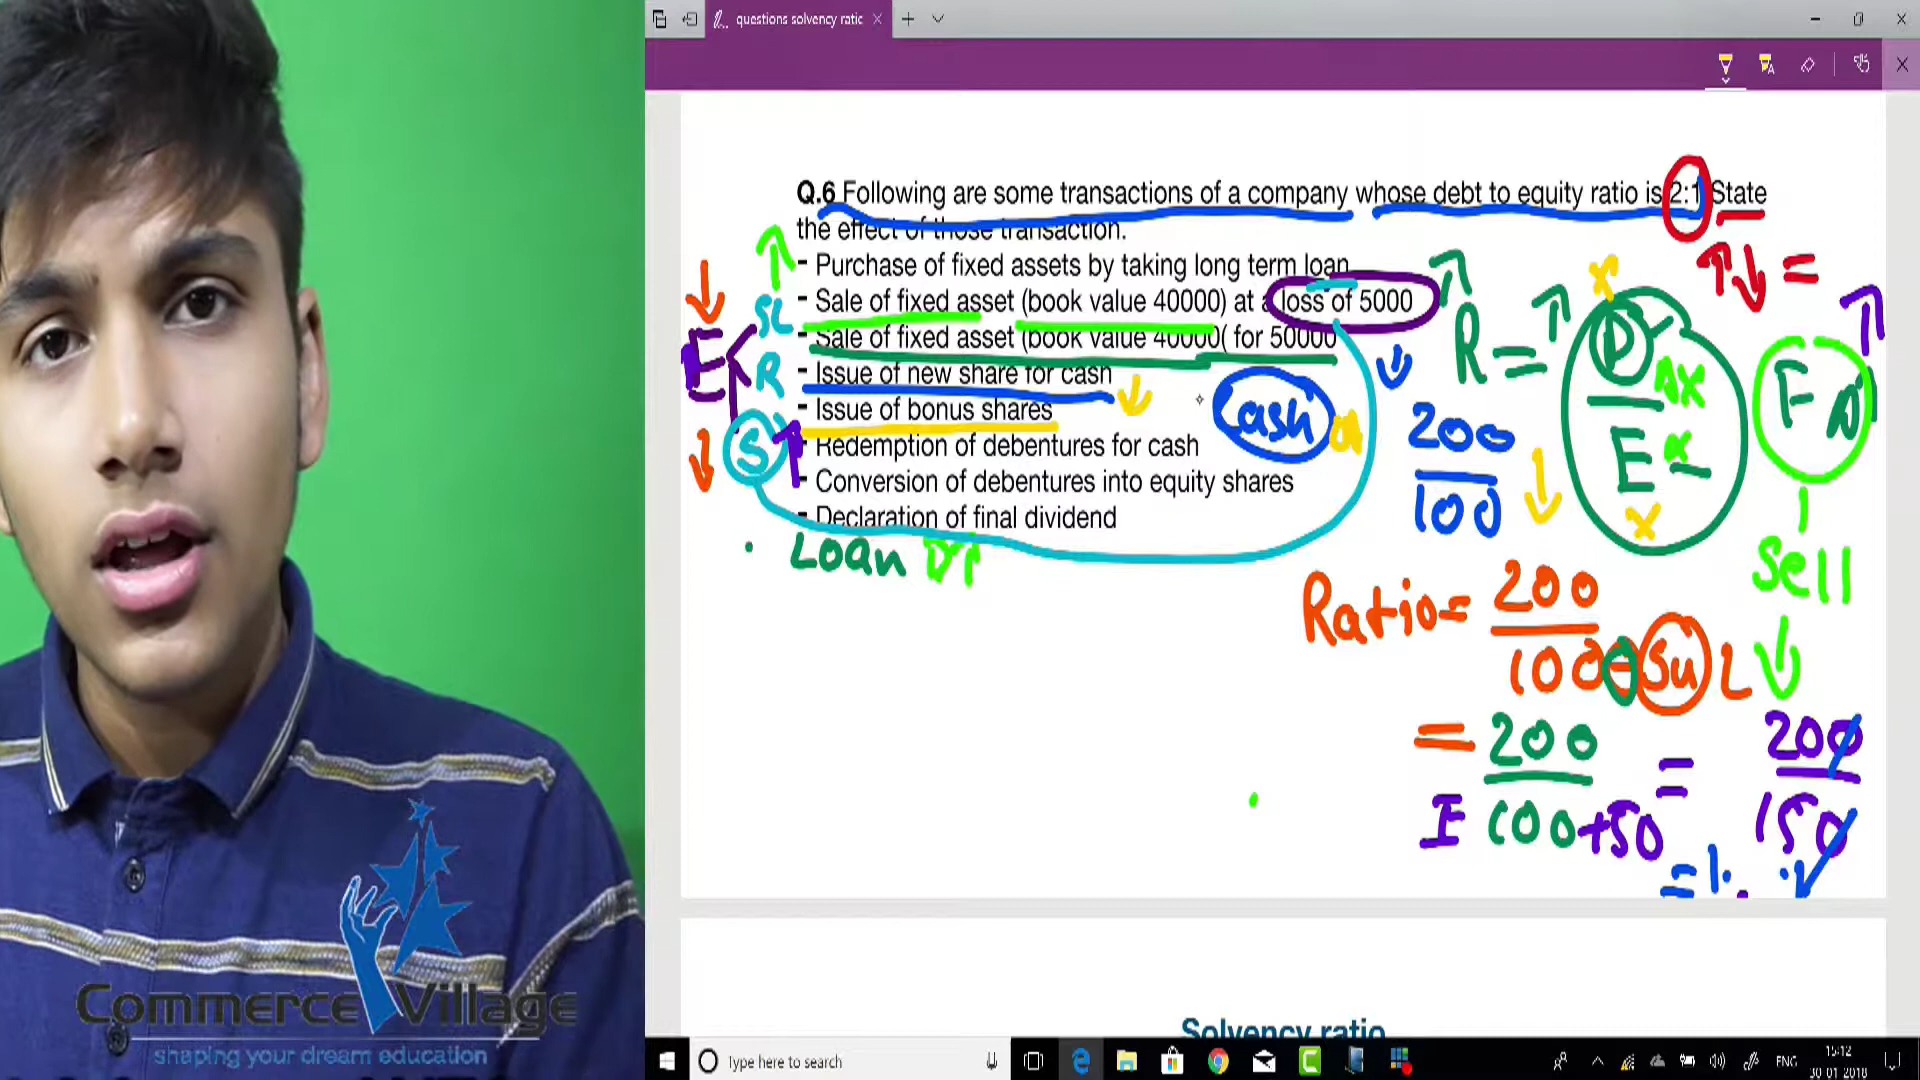 questions solvency ratic
Q.6 Following are some transactions of a company whose debt to equity ratio is 2:1 State
the effect of those transaction.
- Purchase of fixed assets by taking long term loan
- Sale of fixed asset (book value 40000) at a loss of 5000
- Sale of fixed asset (book value 40000( for 50000
- Issue of new share for cash
- Issue of bonus shares
- Redemption of debentures for cash
- Conversion of debentures into equity shares
- Declaration of final dividend
E
SC
R
S
Cash
R =
D
E
200
100
Loan
Sell
Ratio = 200
100
= 200
100+50
= 200
150
Commerce Village
shaping your dream education
Solvency ratio
Type here to search
ENG
15:12
30-01-2018